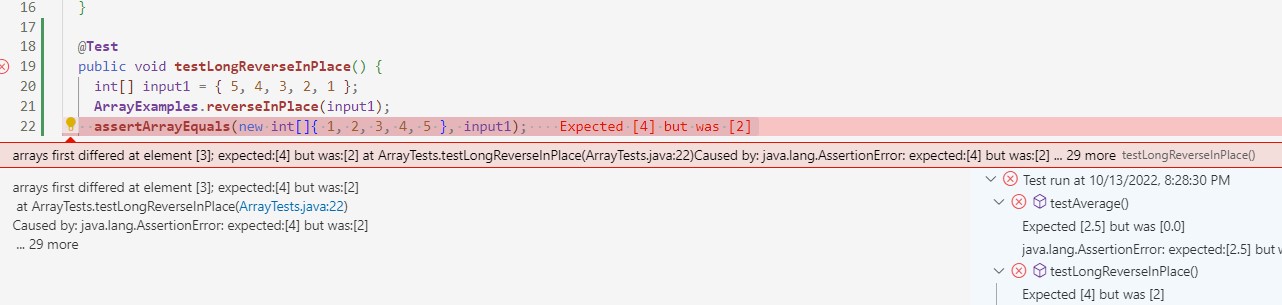 16 }
17
18 @Test
19 public void testLongReverseInPlace() {
20 int[] input1 = { 5, 4, 3, 2, 1 };
21 ArrayExamples.reverseInPlace(input1);
22 assertArrayEquals(new int[]{ 1, 2, 3, 4, 5 }, input1); Expected [4] but was [2]
arrays first differed at element [3]; expected:[4] but was:[2] at ArrayTests.testLongReverseInPlace(ArrayTests.java:22)Caused by: java.lang.AssertionError: expected:[4] but was:[2] ... 29 more testLongReverseInPlace()
arrays first differed at element [3]; expected:[4] but was:[2]
at ArrayTests.testLongReverseInPlace(ArrayTests.java:22)
Caused by: java.lang.AssertionError: expected:[4] but was:[2]
... 29 more
Test run at 10/13/2022, 8:28:30 PM
testAverage()
Expected [2.5] but was [0.0]
java.lang.AssertionError: expected:[2.5] but
testLongReverseInPlace()
Expected [4] but was [2]